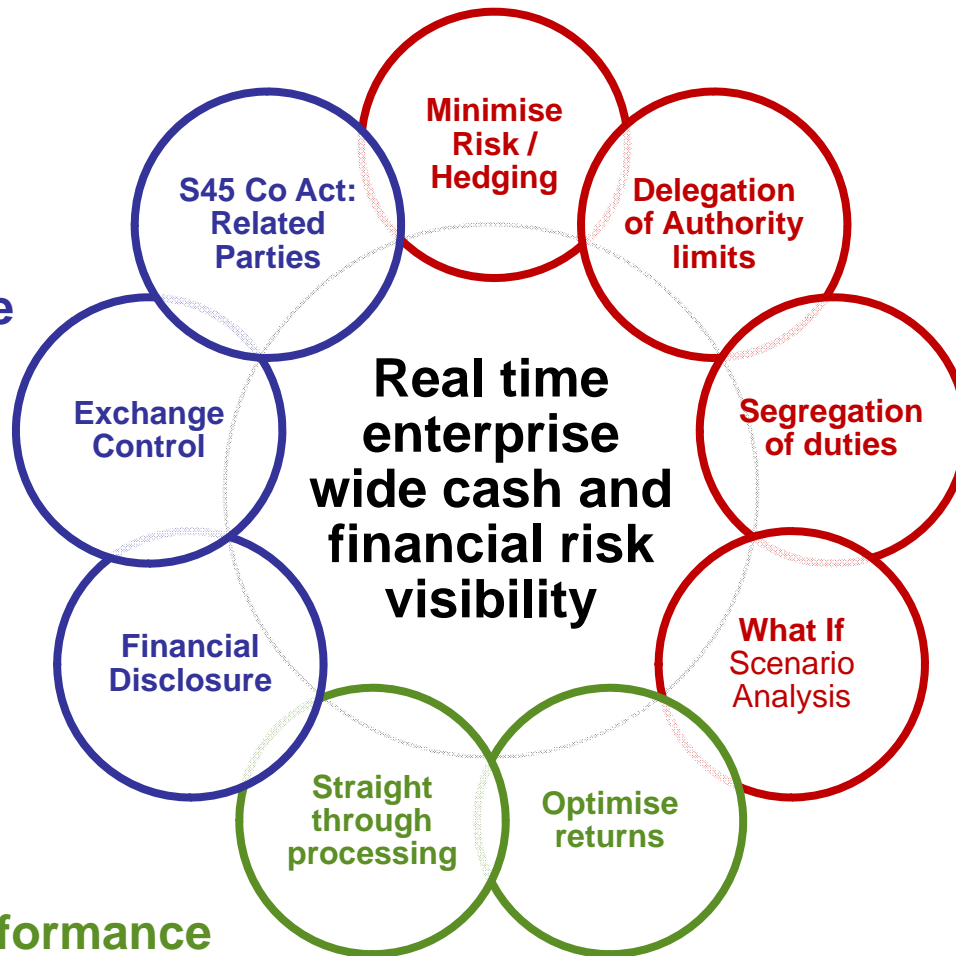 Minimise
Risk /
Hedging
Delegation
of Authority
limits
Segregation
of duties
What If
Scenario
Analysis
Optimise
returns
Straight
through
processing
Financial
Disclosure
Exchange
Control
S45 Co Act:
Related
Parties
Real time
enterprise
wide cash and
financial risk
visibility
e
formance